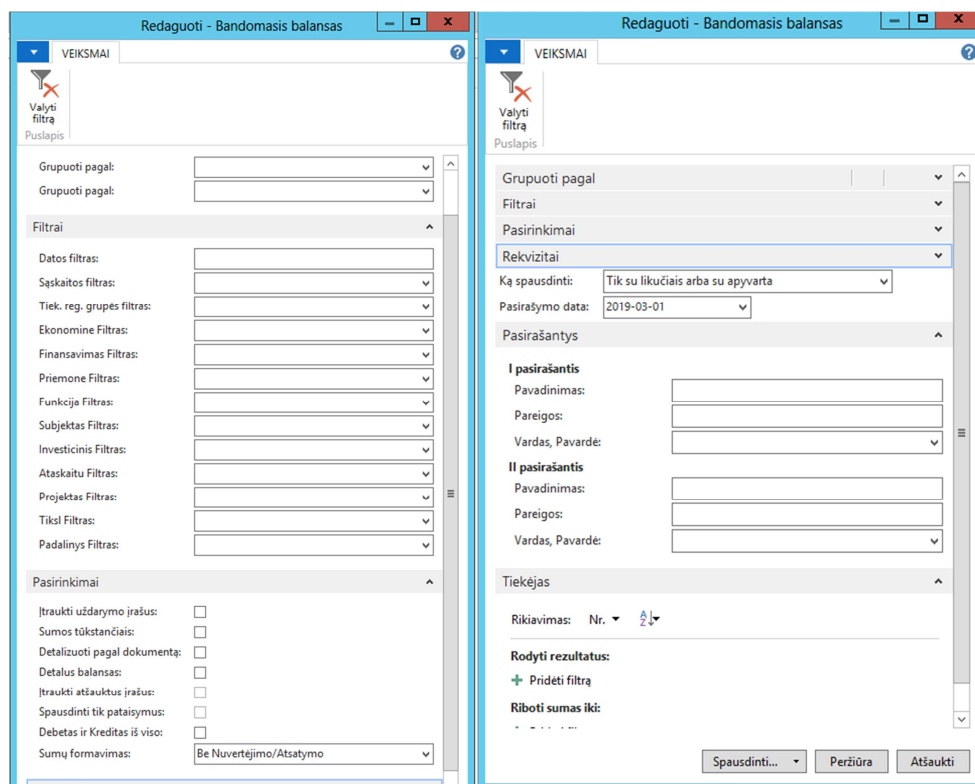 Redaguoti - Bandomasis balansas
VEIKSMAI
Valyti
filtrą
Puslapis
Grupuoti pagal:
Grupuoti pagal:
Filtrai
Datos filtras:
Sąskaitos filtras:
Tiek. reg. grupės filtras:
Ekonomine Filtras:
Finansavimas Filtras:
Priemone Filtras:
Funkcija Filtras:
Subjektas Filtras:
Investicinis Filtras:
Ataskaitu Filtras:
Projektas Filtras:
Tiksl Filtras:
Padalinys Filtras:
Pasirinkimai
Įtraukti uždarymo įrašus:
Sumos tūkstančiais:
Detalizuoti pagal dokumentą:
Detalus balansas:
Įtraukti atšauktus įrašus:
Spausdinti tik pataisymus:
Debetas ir Kreditas iš viso:
Sumų formavimas: Be Nuvertėjimo/Atsatymo
Redaguoti - Bandomasis balansas
VEIKSMAI
Valyti
filtrą
Puslapis
Grupuoti pagal
Filtrai
Pasirinkimai
Rekvizitai
Ką spausdinti: Tik su likučiais arba su apyvarta
Pasirašymo data: 2019-03-01
Pasirašantys
I pasirašantis
Pavadinimas:
Pareigos:
Vardas, Pavardė:
II pasirašantis
Pavadinimas:
Pareigos:
Vardas, Pavardė:
Tiekėjas
Rikiavimas: Nr.
Rodyti rezultatus:
Pridėti filtrą
Riboti sumas iki:
Spausdinti... Peržiūra Atšaukti